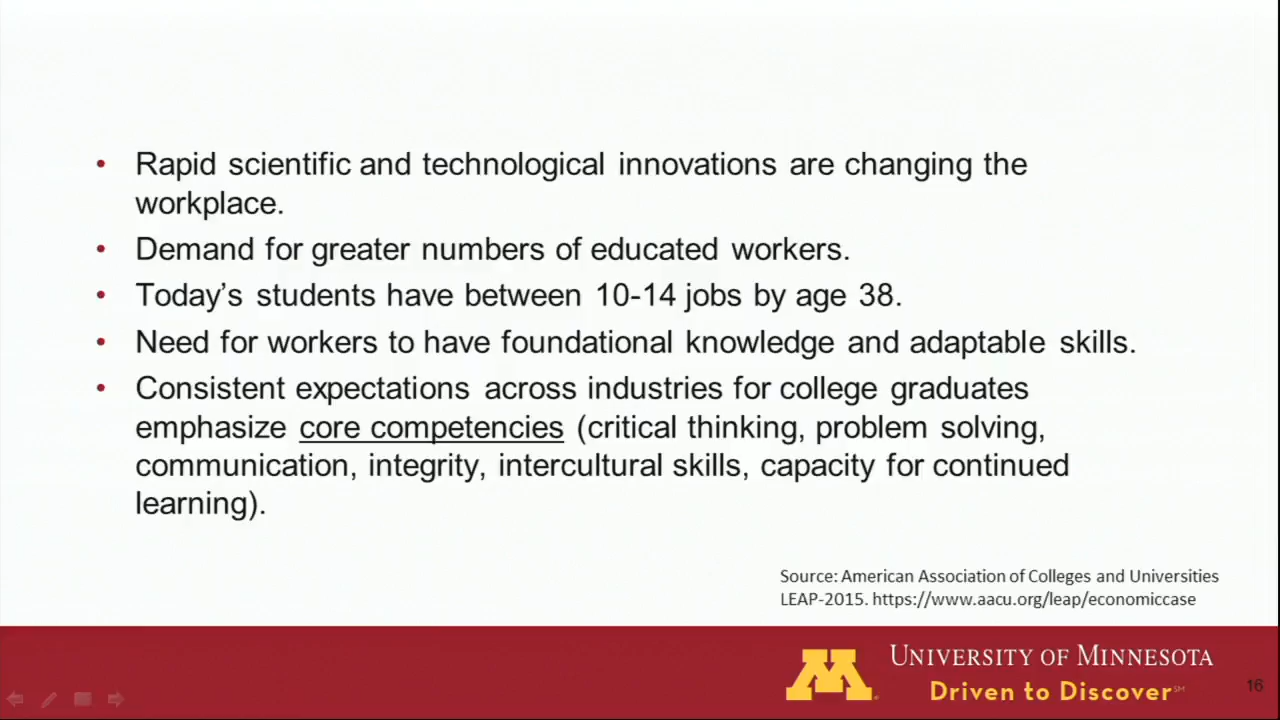 • Rapid scientific and technological innovations are changing the
workplace.
• Demand for greater numbers of educated workers.
• Today’s students have between 10-14 jobs by age 38.
• Need for workers to have foundational knowledge and adaptable skills.
• Consistent expectations across industries for college graduates
emphasize core competencies (critical thinking, problem solving,
communication, integrity, intercultural skills, capacity for continued
learning).
Source: American Association of Colleges and Universities
LEAP-2015. https://www.aacu.org/leap/economiccase
M
UNIVERSITY OF MINNESOTA
Driven to Discover℠
16